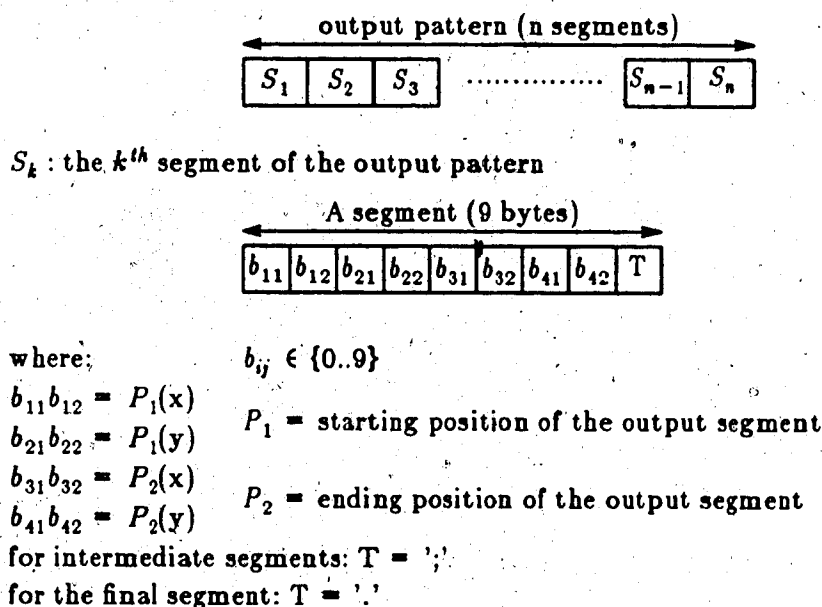 output pattern (n segments)
S₁ S₂ S₃ ............... Sₙ₋₁ Sₙ
Sₖ : the kᵗʰ segment of the output pattern
A segment (9 bytes)
b₁₁ b₁₂ b₂₁ b₂₂ b₃₁ b₃₂ b₄₁ b₄₂ T
where: bᵢⱼ ϵ {0..9}
b₁₁b₁₂ = P₁(x)
b₂₁b₂₂ = P₁(y)
P₁ = starting position of the output segment
b₃₁b₃₂ = P₂(x)
b₄₁b₄₂ = P₂(y)
P₂ = ending position of the output segment
for intermediate segments: T = ';'
for the final segment: T = '.'